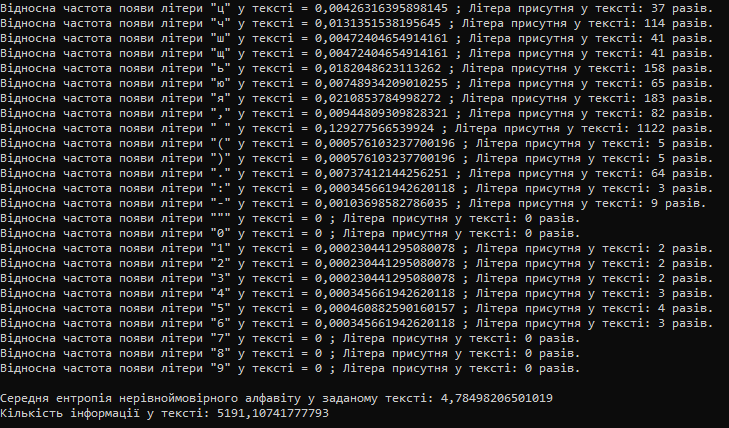 Відносна частота появи літери "ц" у тексті = 0,00426316395898145 ; Літера присутня у тексті: 37 разів.
Відносна частота появи літери "ч" у тексті = 0,0131351538195645 ; Літера присутня у тексті: 114 разів.
Відносна частота появи літери "ш" у тексті = 0,00472404654914161 ; Літера присутня у тексті: 41 разів.
Відносна частота появи літери "щ" у тексті = 0,00472404654914161 ; Літера присутня у тексті: 41 разів.
Відносна частота появи літери "ь" у тексті = 0,0182048623113262 ; Літера присутня у тексті: 158 разів.
Відносна частота появи літери "ю" у тексті = 0,00748934209010255 ; Літера присутня у тексті: 65 разів.
Відносна частота появи літери "я" у тексті = 0,0210853784998272 ; Літера присутня у тексті: 183 разів.
Відносна частота появи літери "," у тексті = 0,00944809309828321 ; Літера присутня у тексті: 82 разів.
Відносна частота появи літери " " у тексті = 0,129277566539924 ; Літера присутня у тексті: 1122 разів.
Відносна частота появи літери "(" у тексті = 0,000576103237700196 ; Літера присутня у тексті: 5 разів.
Відносна частота появи літери ")" у тексті = 0,000576103237700196 ; Літера присутня у тексті: 5 разів.
Відносна частота появи літери "." у тексті = 0,00737412144256251 ; Літера присутня у тексті: 64 разів.
Відносна частота появи літери ":" у тексті = 0,000345661942620118 ; Літера присутня у тексті: 3 разів.
Відносна частота появи літери "-" у тексті = 0,00103698582786035 ; Літера присутня у тексті: 9 разів.
Відносна частота появи літери """ у тексті = 0 ; Літера присутня у тексті: 0 разів.
Відносна частота появи літери "0" у тексті = 0 ; Літера присутня у тексті: 0 разів.
Відносна частота появи літери "1" у тексті = 0,000230441295080078 ; Літера присутня у тексті: 2 разів.
Відносна частота появи літери "2" у тексті = 0,000230441295080078 ; Літера присутня у тексті: 2 разів.
Відносна частота появи літери "3" у тексті = 0,000230441295080078 ; Літера присутня у тексті: 2 разів.
Відносна частота появи літери "4" у тексті = 0,000345661942620118 ; Літера присутня у тексті: 3 разів.
Відносна частота появи літери "5" у тексті = 0,000460882590160157 ; Літера присутня у тексті: 4 разів.
Відносна частота появи літери "6" у тексті = 0,000345661942620118 ; Літера присутня у тексті: 3 разів.
Відносна частота появи літери "7" у тексті = 0 ; Літера присутня у тексті: 0 разів.
Відносна частота появи літери "8" у тексті = 0 ; Літера присутня у тексті: 0 разів.
Відносна частота появи літери "9" у тексті = 0 ; Літера присутня у тексті: 0 разів.
Середня ентропія нерівноймовірного алфавіту у заданому тексті: 4,78498206501019
Кількість інформації у тексті: 5191,10741777793